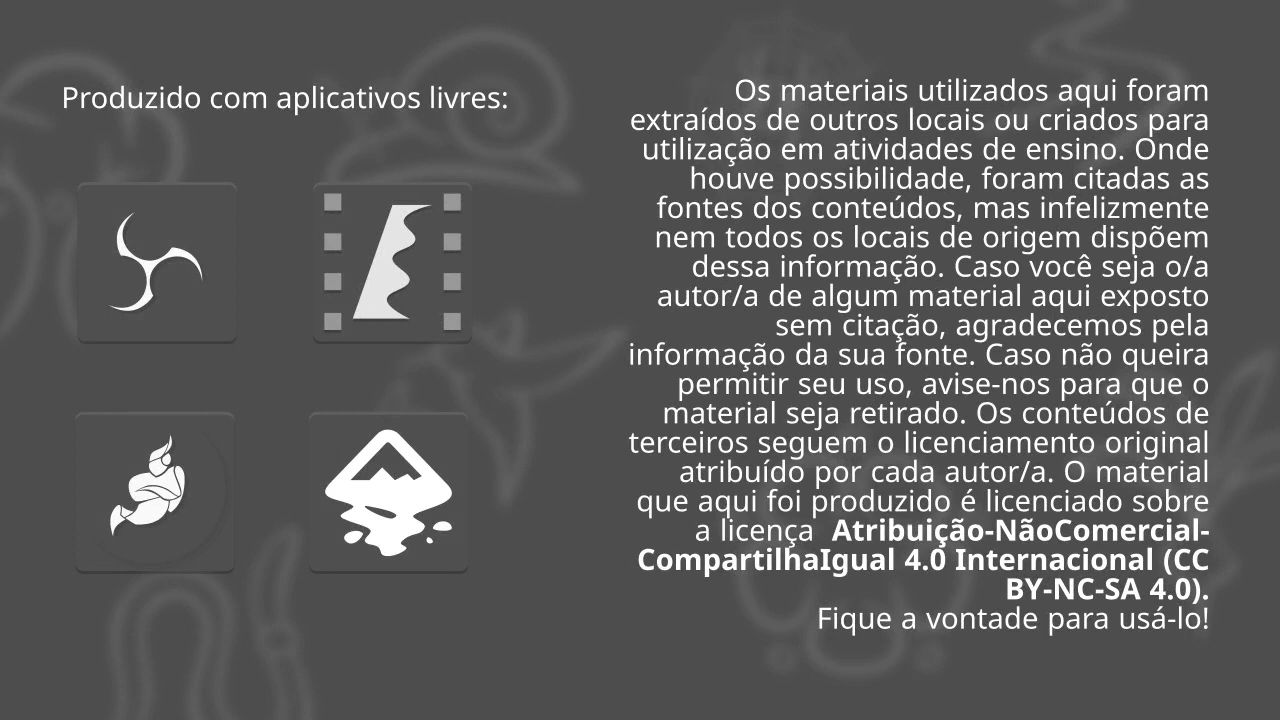 Produzido com aplicativos livres:
Os materiais utilizados aqui foram
extraídos de outros locais ou criados para
utilização em atividades de ensino. Onde
houve possibilidade, foram citadas as
fontes dos conteúdos, mas infelizmente
nem todos os locais de origem dispõem
dessa informação. Caso você seja o/a
autor/a de algum material aqui exposto
sem citação, agradecemos pela
informação da sua fonte. Caso não queira
permitir seu uso, avise-nos para que o
material seja retirado. Os conteúdos de
terceiros seguem o licenciamento original
atribuído por cada autor/a. O material
que aqui foi produzido é licenciado sobre
a licença Atribuição-NãoComercial-
CompartilhaIgual 4.0 Internacional (CC
BY-NC-SA 4.0).
Fique a vontade para usá-lo!